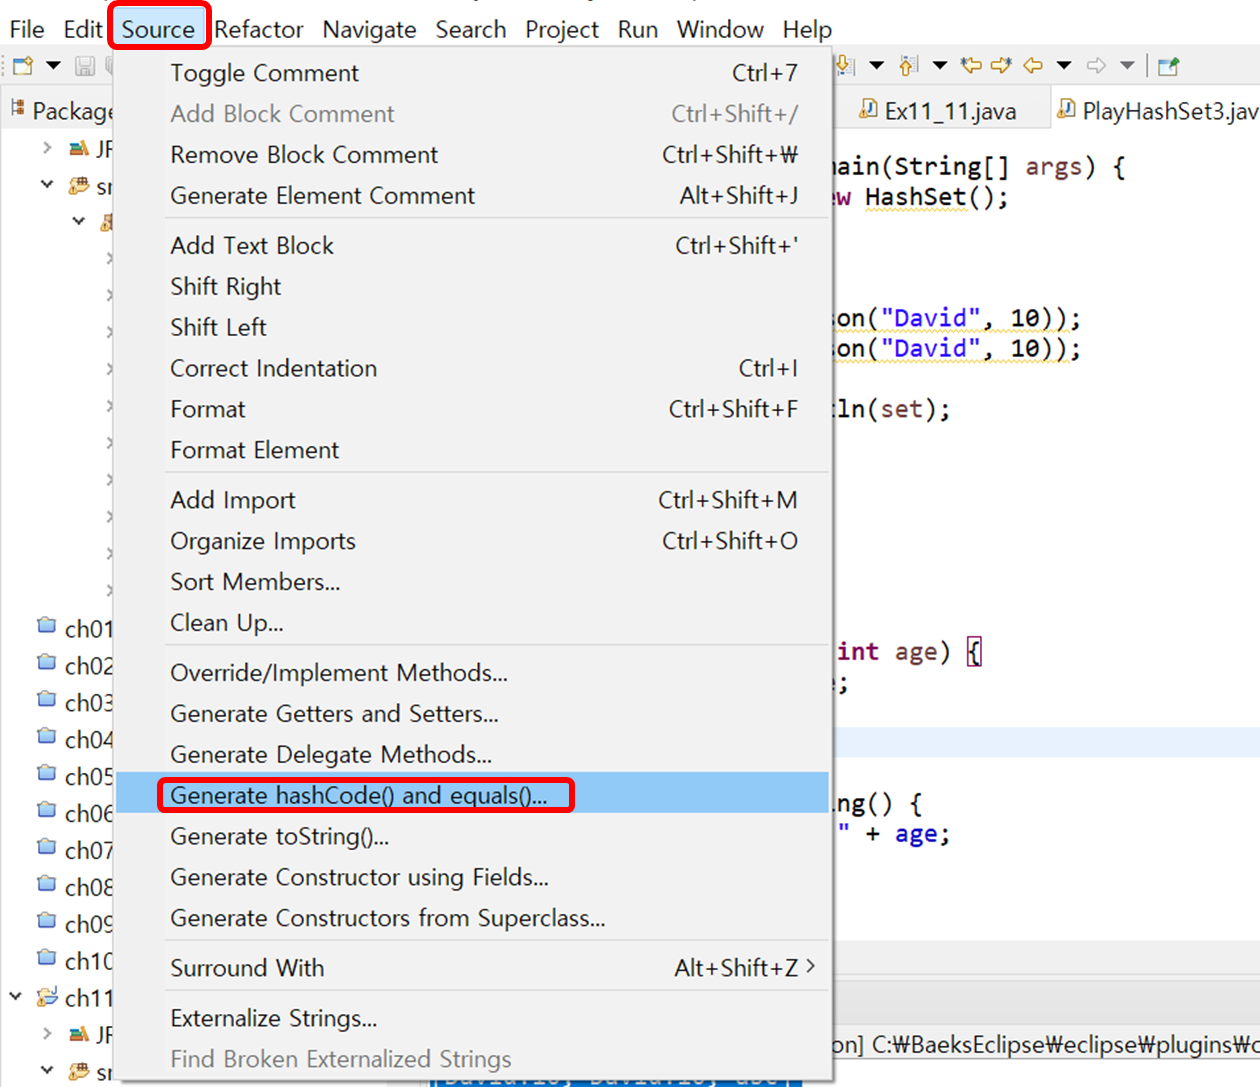 File Edit Source Refactor Navigate Search Project Run Window Help
Toggle Comment Ctrl+7
Add Block Comment Ctrl+Shift+/
Remove Block Comment Ctrl+Shift+₩
Generate Element Comment Alt+Shift+J
Add Text Block Ctrl+Shift+'
Shift Right
Shift Left
Correct Indentation Ctrl+I
Format Ctrl+Shift+F
Format Element
Add Import Ctrl+Shift+M
Organize Imports Ctrl+Shift+O
Sort Members...
Clean Up...
Override/Implement Methods...
Generate Getters and Setters...
Generate Delegate Methods...
Generate hashCode() and equals()...
Generate toString()...
Generate Constructor using Fields...
Generate Constructors from Superclass...
Surround With Alt+Shift+Z
Externalize Strings...
Find Broken Externalized Strings
Package
ch01
ch02
ch03
ch04
ch05
ch06
ch07
ch08
ch09
ch10
ch11
Ex11_11.java PlayHashSet3.jav
ain(String[] args) {
w HashSet();
on("David", 10));
on("David", 10));
ln(set);
int age) {
;
ng() {
" + age;
on] C:₩BaeksEclipse₩eclipse₩plugins₩o